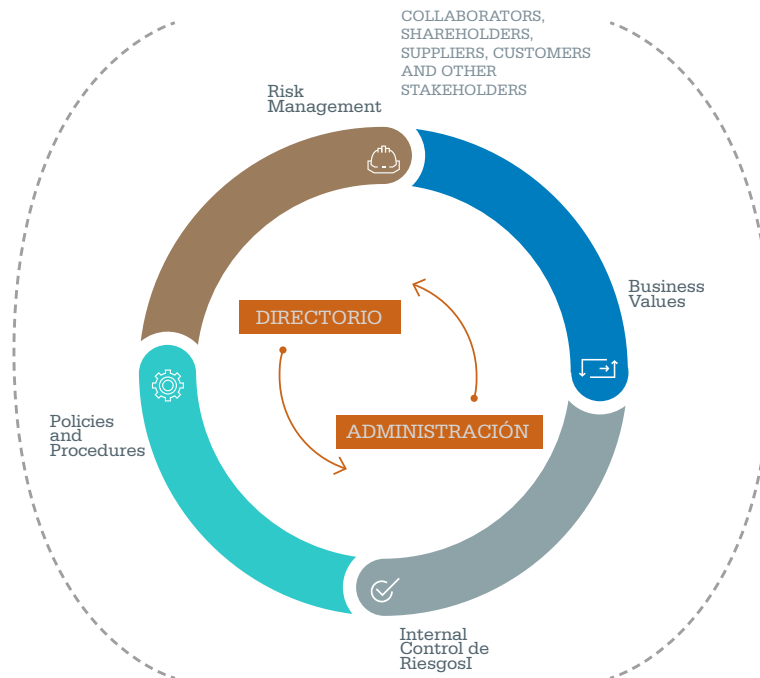 COLLABORATORS,
SHAREHOLDERS,
SUPPLIERS, CUSTOMERS
AND OTHER
STAKEHOLDERS
Risk
Management
Business
Values
DIRECTORIO
ADMINISTRACIÓN
Policies
and
Procedures
Internal
Control de
RiesgosI